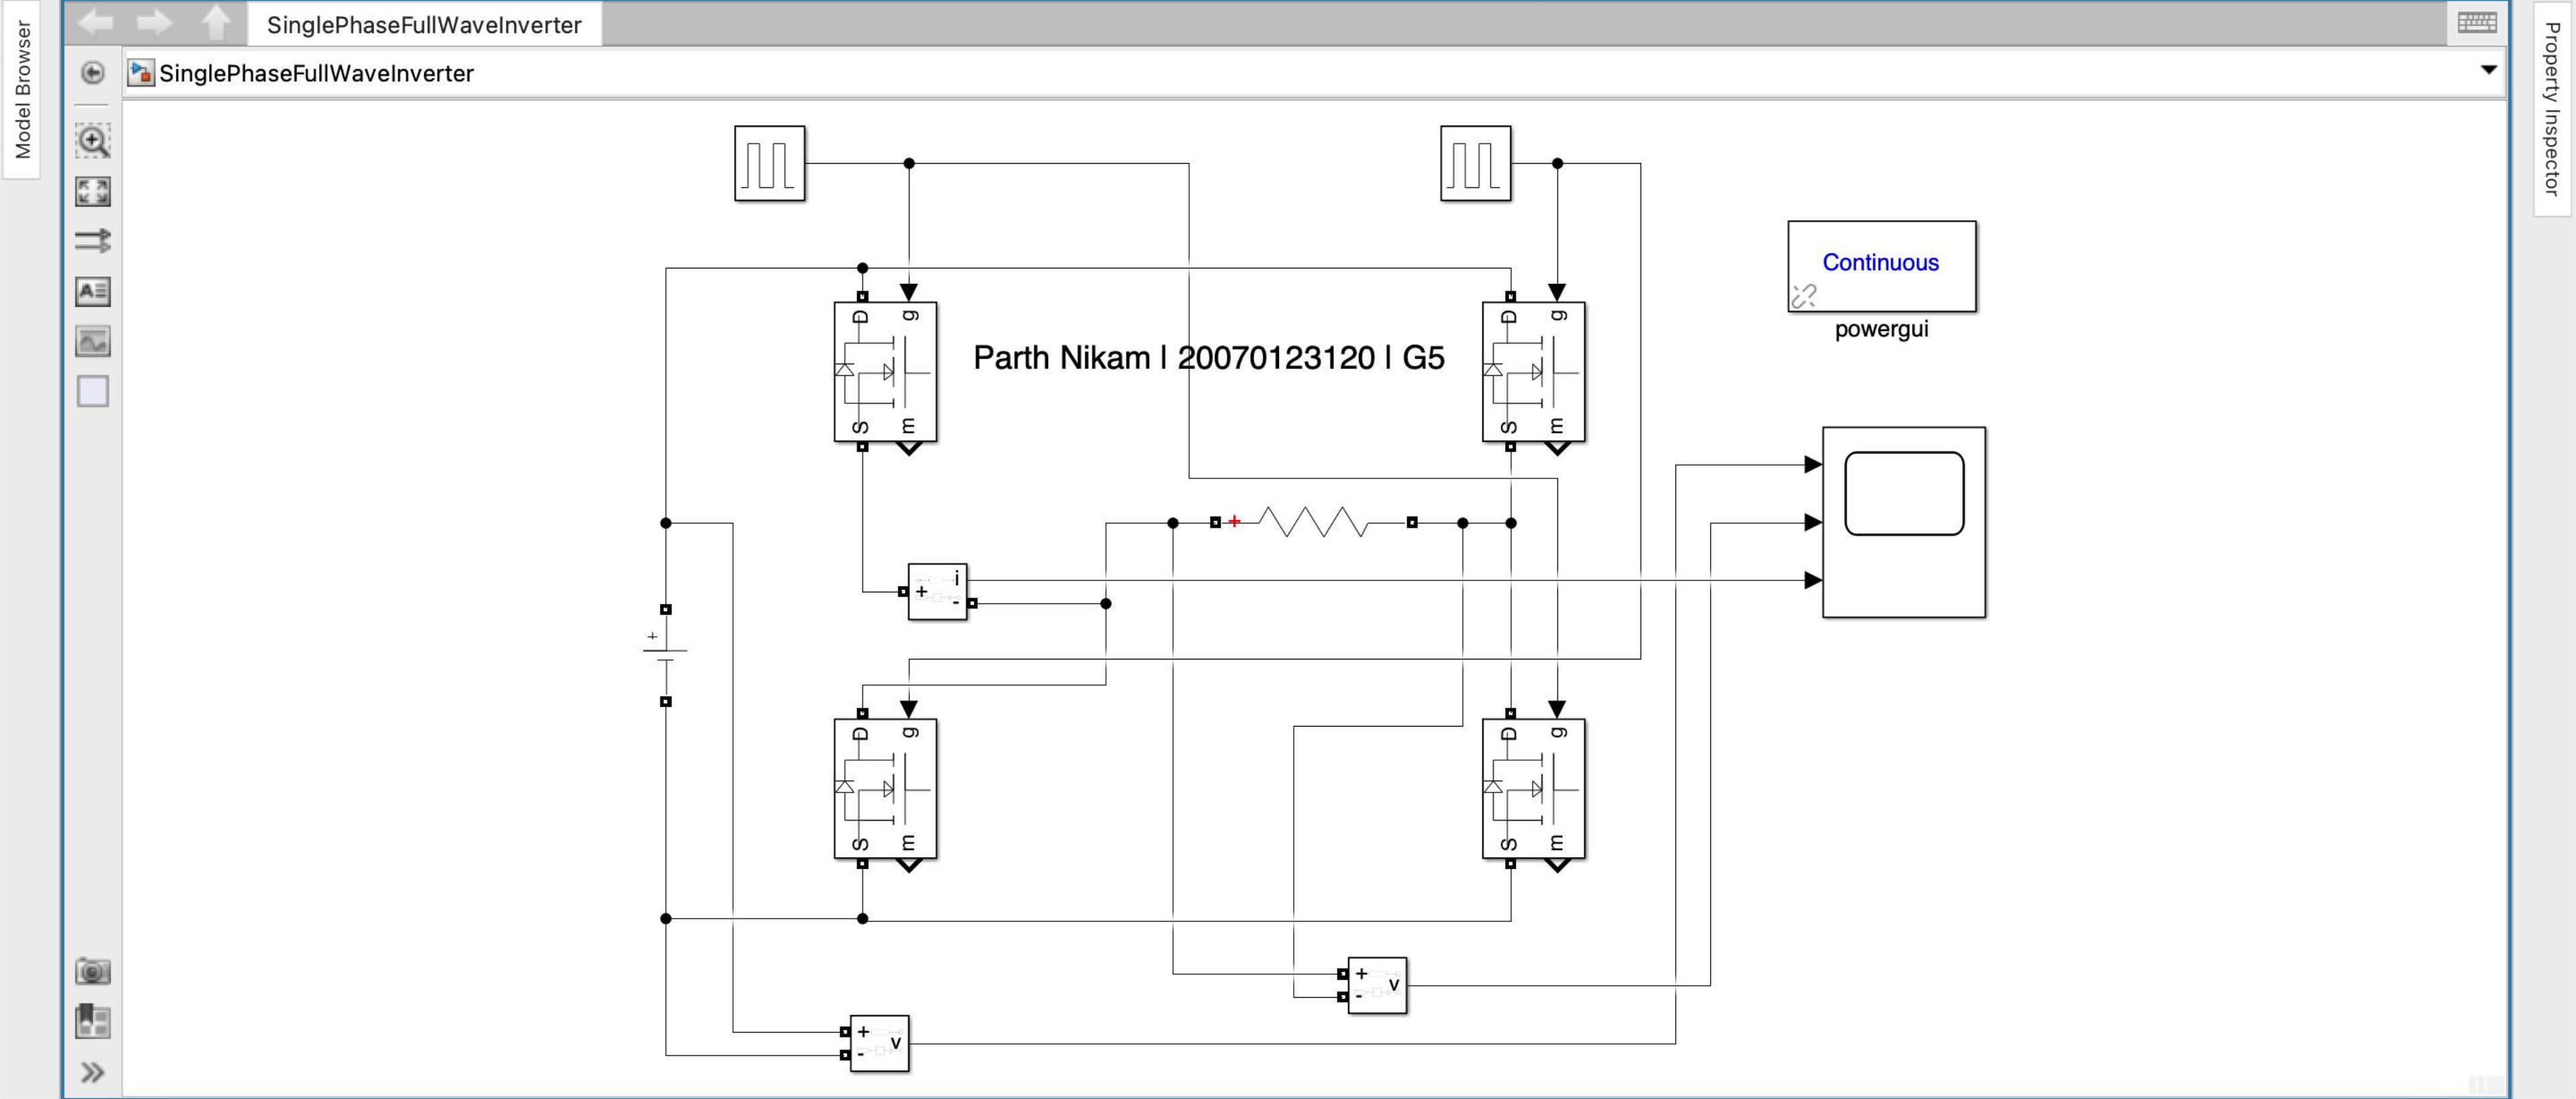 Model Browser
SinglePhaseFullWaveInverter
Property Inspector
SinglePhaseFullWaveInverter
Continuous
powergui
D g
D g
Parth Nikam | 20070123120 | G5
S m
S m
+
i
+
-
+
D g
D g
S m
S m
+
v
-
+
v
-